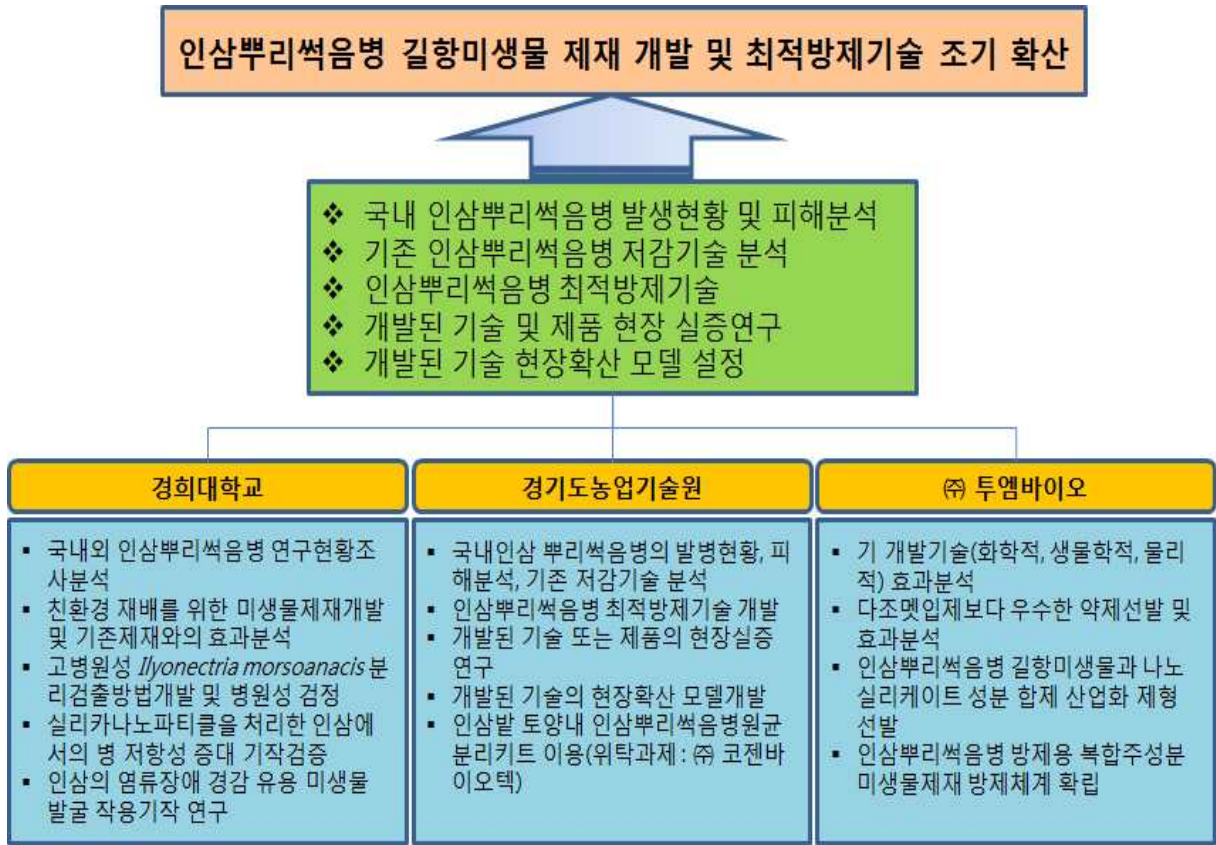 인삼뿌리썩음병 길항미생물 제재 개발 및 최적방제기술 조기 확산
❖ 국내 인삼뿌리썩음병 발생현황 및 피해분석
❖ 기존 인삼뿌리썩음병 저감기술 분석
❖ 인삼뿌리썩음병 최적방제기술
❖ 개발된 기술 및 제품 현장 실증연구
❖ 개발된 기술 현장확산 모델 설정
경희대학교
▪ 국내외 인삼뿌리썩음병 연구현황조
사분석
▪ 친환경 재배를 위한 미생물제재개발
및 기존제재와의 효과분석
▪ 고병원성 Ilyonectria morsoanacis 분
리검출방법개발 및 병원성 검정
▪ 실리카나노파티클을 처리한 인삼에
서의 병 저항성 증대 기작검증
▪ 인삼의 염류장애 경감 유용 미생물
발굴 작용기작 연구
경기도농업기술원
▪ 국내인삼 뿌리썩음병의 발병현황, 피
해분석, 기존 저감기술 분석
▪ 인삼뿌리썩음병 최적방제기술 개발
▪ 개발된 기술 또는 제품의 현장실증
연구
▪ 개발된 기술의 현장확산 모델개발
▪ 인삼밭 토양내 인삼뿌리썩음병원균
분리키트 이용(위탁과제 : ㈜ 코젠바
이오텍)
㈜ 투엠바이오
▪ 기 개발기술(화학적, 생물학적, 물리
적) 효과분석
▪ 다조멧입제보다 우수한 약제선발 및
효과분석
▪ 인삼뿌리썩음병 길항미생물과 나노
실리케이트 성분 합제 산업화 제형
선발
▪ 인삼뿌리썩음병 방제용 복합주성분
미생물제재 방제체계 확립